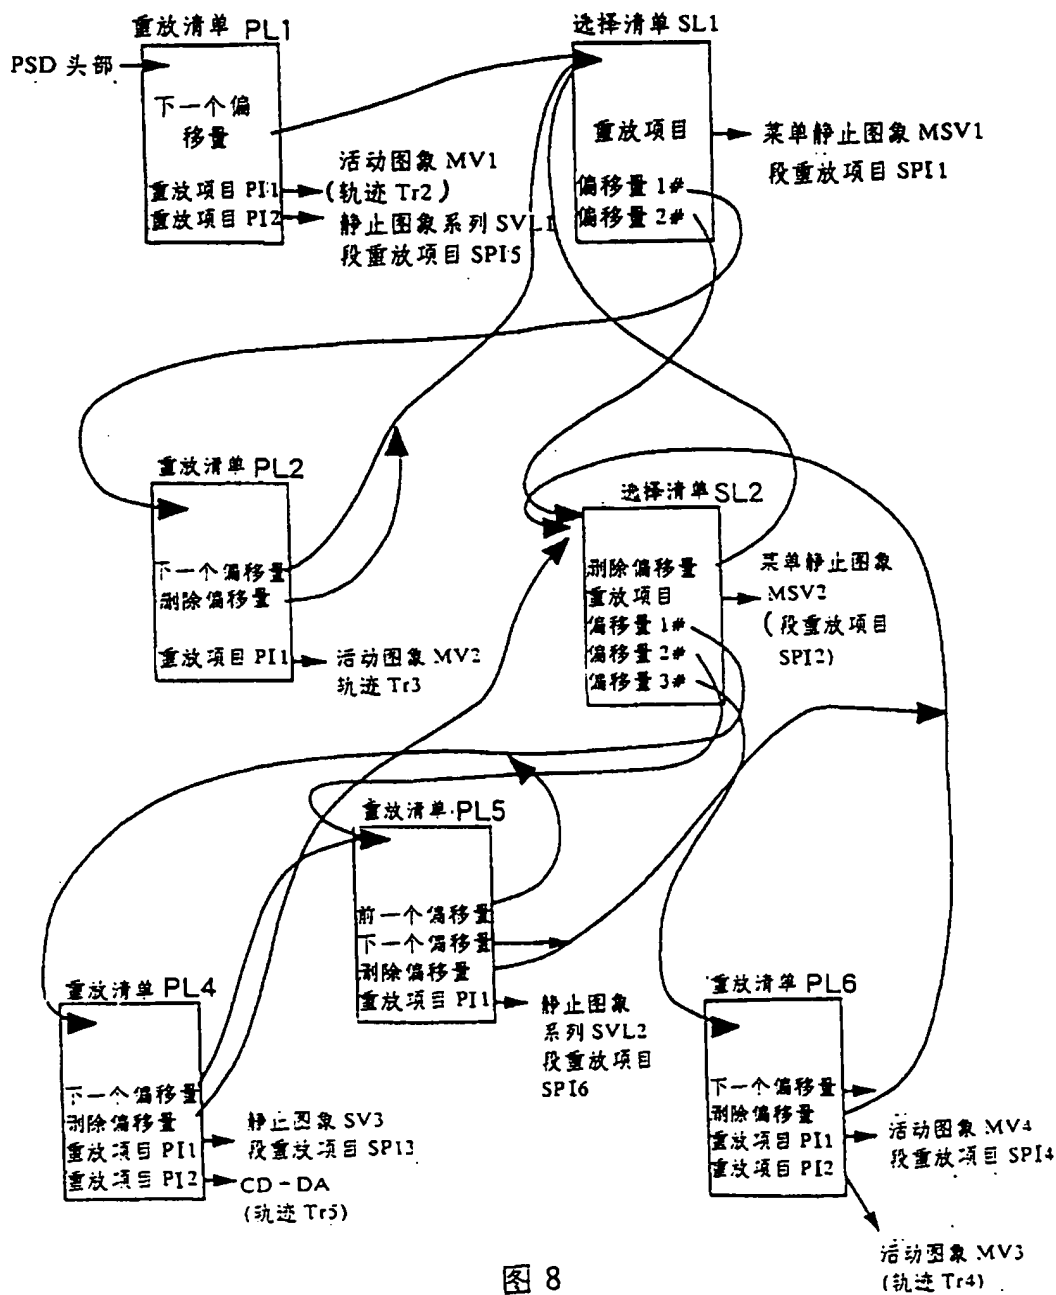 重放清单 PL1
PSD 头部
下一个偏
移量
重放项目 PI1
重放项目 PI2
活动图象 MV1
(轨迹 Tr2)
静止图象系列 SVL1
段重放项目 SPI5
选择清单 SL1
重放项目
偏移量 1#
偏移量 2#
菜单静止图象 MSV1
段重放项目 SPI1
重放清单 PL2
下一个偏移量
删除偏移量
重放项目 PI1
活动图象 MV2
轨迹 Tr3
选择清单 SL2
删除偏移量
重放项目
偏移量 1#
偏移量 2#
偏移量 3#
菜单静止图象
MSV2
(段重放项目
SPI2)
重放清单 PL5
前一个偏移量
下一个偏移量
删除偏移量
重放项目 PI1
静止图象
系列 SVL2
段重放项目
SPI6
重放清单 PL4
下一个偏移量
删除偏移量
重放项目 PI1
重放项目 PI2
静止图象 SV3
段重放项目 SPI3
CD-DA
(轨迹 Tr5)
重放清单 PL6
下一个偏移量
删除偏移量
重放项目 PI1
重放项目 PI2
活动图象 MV4
段重放项目 SPI4
活动图象 MV3
(轨迹 Tr4)
图 8